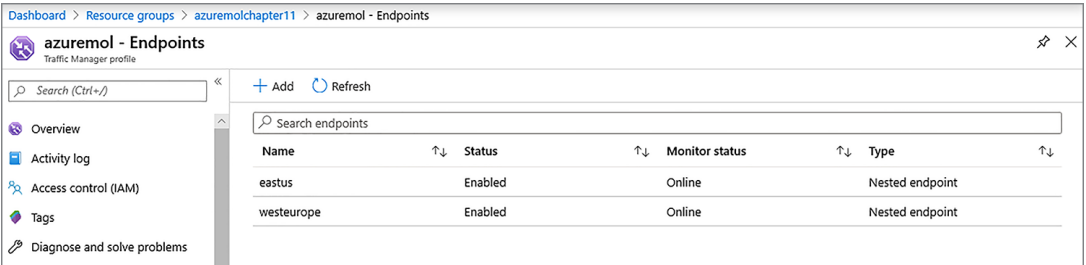 Dashboard > Resource groups > azuremolchapter11 > azuremol - Endpoints
azuremol - Endpoints
Traffic Manager profile
Search (Ctrl+/)
Overview
Activity log
Access control (IAM)
Tags
Diagnose and solve problems
Add Refresh
Search endpoints
Name Status Monitor status Type
eastus Enabled Online Nested endpoint
westeurope Enabled Online Nested endpoint